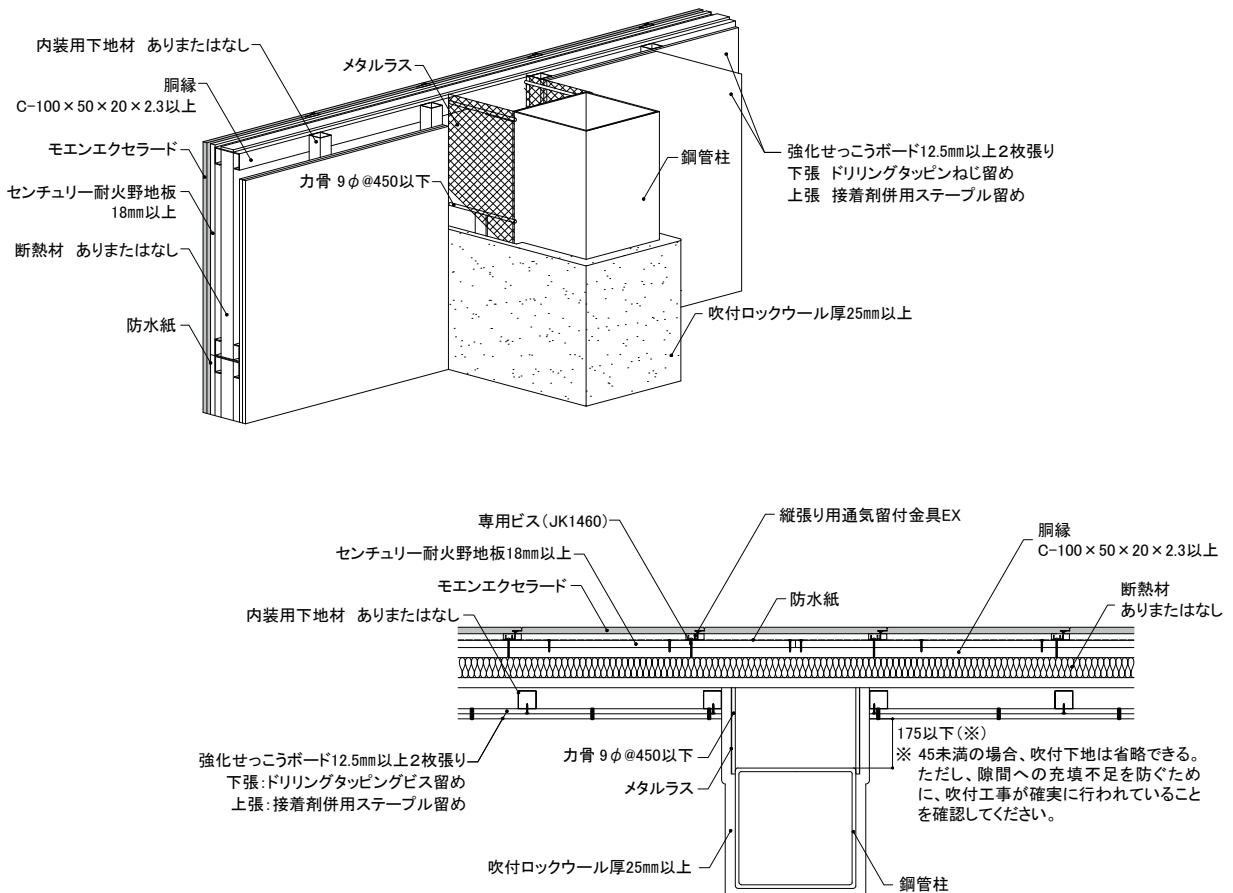 内装用下地材 ありまたはなし
胴縁
C-100×50×20×2.3以上
モエンエクセラード
センチュリー耐火野地板
18㎜以上
断熱材 ありまたはなし
防水紙
メタルラス
力骨 9φ@450以下
鋼管柱
強化せっこうボード12.5㎜以上2枚張り
下張 ドリリングタッピンねじ留め
上張 接着剤併用ステープル留め
吹付ロックウール厚25㎜以上
専用ビス(JK1460)
センチュリー耐火野地板18㎜以上
モエンエクセラード
内装用下地材 ありまたはなし
縦張り用通気留付金具EX
防水紙
胴縁
C-100×50×20×2.3以上
断熱材
ありまたはなし
強化せっこうボード12.5㎜以上2枚張り
下張:ドリリングタッピングビス留め
上張:接着剤併用ステープル留め
力骨 9φ@450以下
メタルラス
吹付ロックウール厚25㎜以上
175以下(※)
※ 45未満の場合、吹付下地は省略できる。
ただし、隙間への充填不足を防ぐため
に、吹付工事が確実に行われていること
を確認してください。
鋼管柱